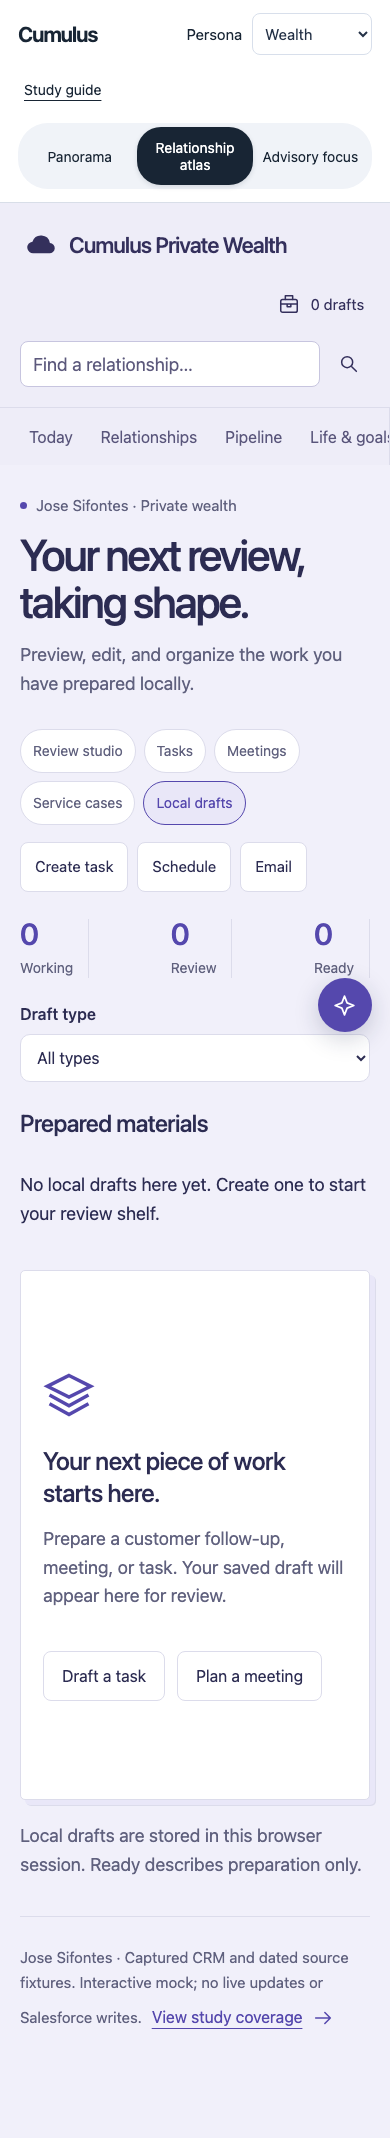 Cumulus
Persona
Wealth
Study guide
Panorama
Relationship
atlas
Advisory focus
Cumulus Private Wealth
0 drafts
Find a relationship...
Today
Relationships
Pipeline
Life & goals
Jose Sifontes · Private wealth
Your next review,
taking shape.
Preview, edit, and organize the work you
have prepared locally.
Review studio
Tasks
Meetings
Service cases
Local drafts
Create task
Schedule
Email
0
Working
0
Review
0
Ready
Draft type
All types
Prepared materials
No local drafts here yet. Create one to start
your review shelf.
Your next piece of work
starts here.
Prepare a customer follow-up,
meeting, or task. Your saved draft will
appear here for review.
Draft a task
Plan a meeting
Local drafts are stored in this browser
session. Ready describes preparation only.
Jose Sifontes · Captured CRM and dated source
fixtures. Interactive mock; no live updates or
Salesforce writes. View study coverage →